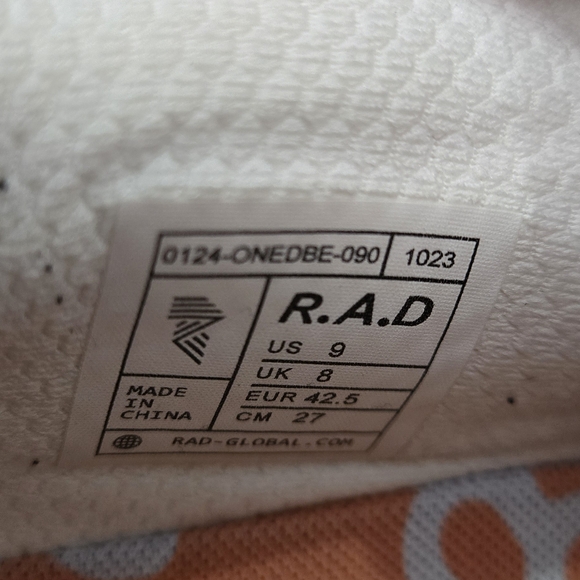 0124-ONEDBE-090 1023
R.A.D
US 9
UK 8
EUR 42.5
CM 27
MADE
IN
CHINA
RAD-GLOBAL.COM